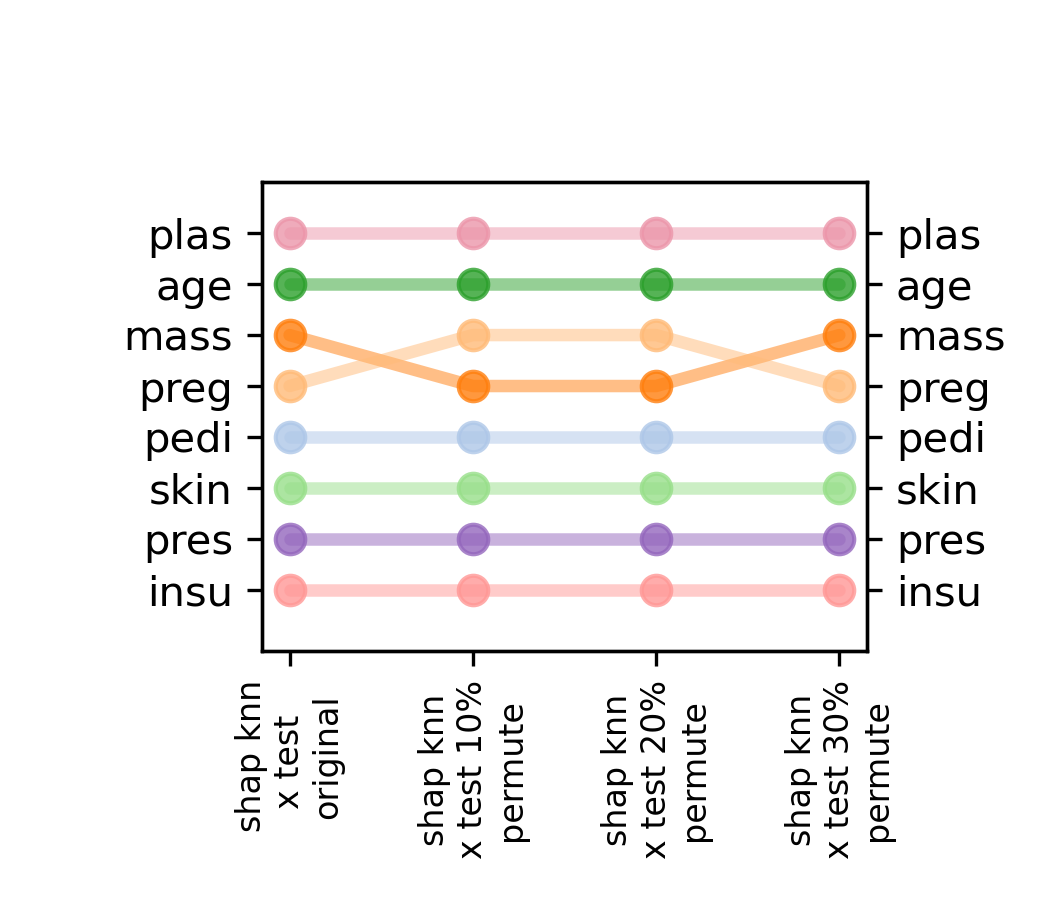 plas
age
mass
preg
pedi
skin
pres
insu
plas
age
mass
preg
pedi
skin
pres
insu
shap knn
x test
original
shap knn
x test 10%
permute
shap knn
x test 20%
permute
shap knn
x test 30%
permute